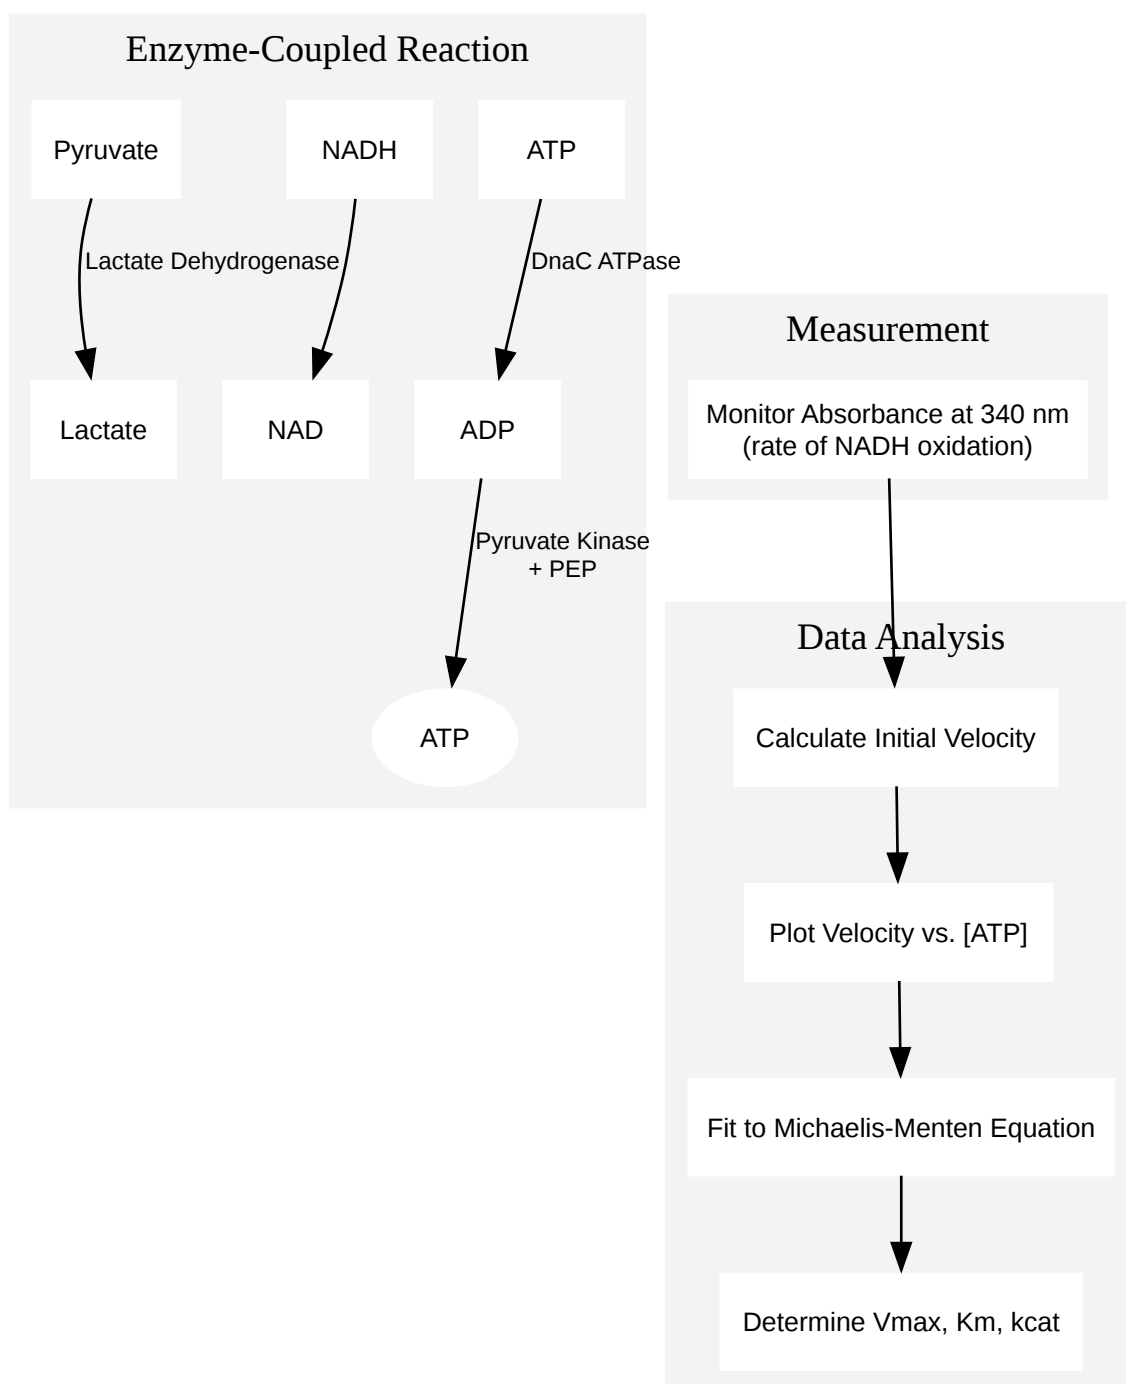 Enzyme-Coupled Reaction
Pyruvate
NADH
ATP
Lactate Dehydrogenase
DnaC ATPase
Lactate
NAD
ADP
Pyruvate Kinase
+ PEP
ATP
Measurement
Monitor Absorbance at 340 nm
(rate of NADH oxidation)
Data Analysis
Calculate Initial Velocity
Plot Velocity vs. [ATP]
Fit to Michaelis-Menten Equation
Determine Vmax, Km, kcat